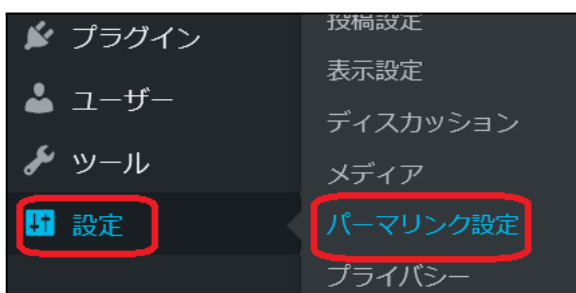 プラグイン
ユーザー
ツール
設定
投稿設定
表示設定
ディスカッション
メディア
パーマリンク設定
プライバシー